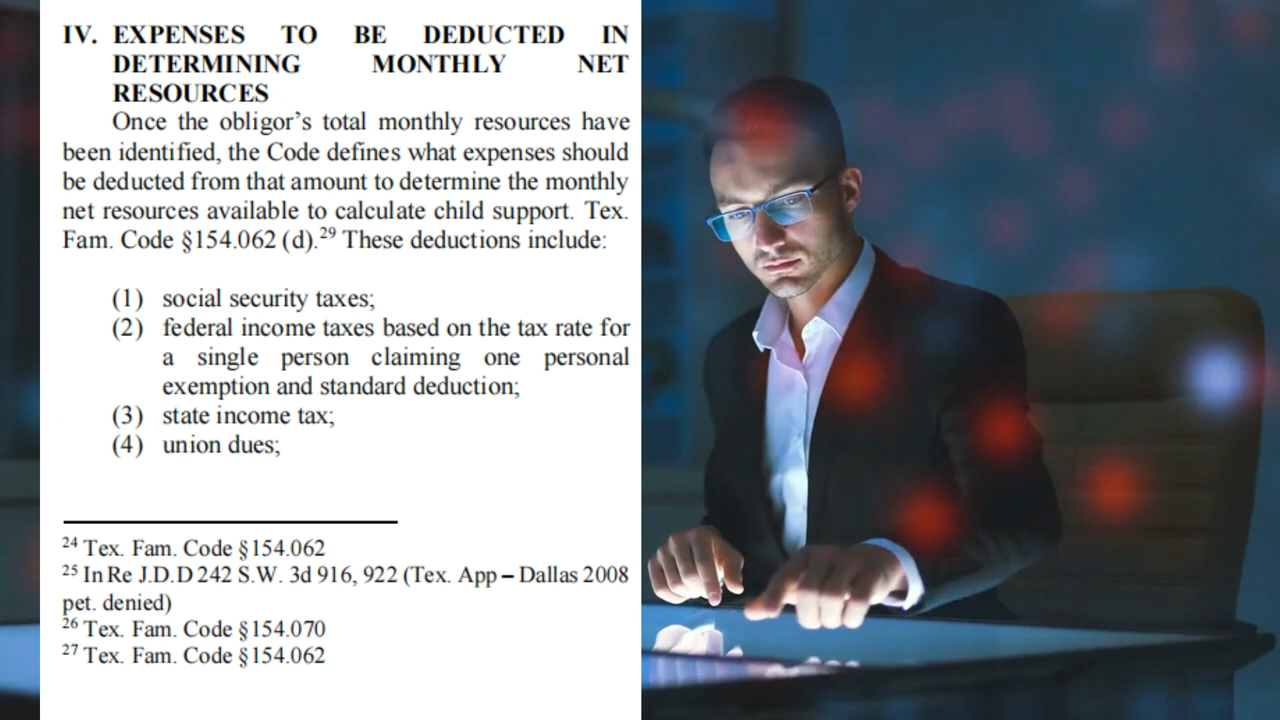 IV. EXPENSES TO BE DEDUCTED IN
DETERMINING MONTHLY NET
RESOURCES
Once the obligor’s total monthly resources have
been identified, the Code defines what expenses should
be deducted from that amount to determine the monthly
net resources available to calculate child support. Tex.
Fam. Code §154.062 (d).29 These deductions include:
(1) social security taxes;
(2) federal income taxes based on the tax rate for
a single person claiming one personal
exemption and standard deduction;
(3) state income tax;
(4) union dues;
24 Tex. Fam. Code §154.062
25 In Re J.D.D 242 S.W. 3d 916, 922 (Tex. App – Dallas 2008
pet. denied)
26 Tex. Fam. Code §154.070
27 Tex. Fam. Code §154.062